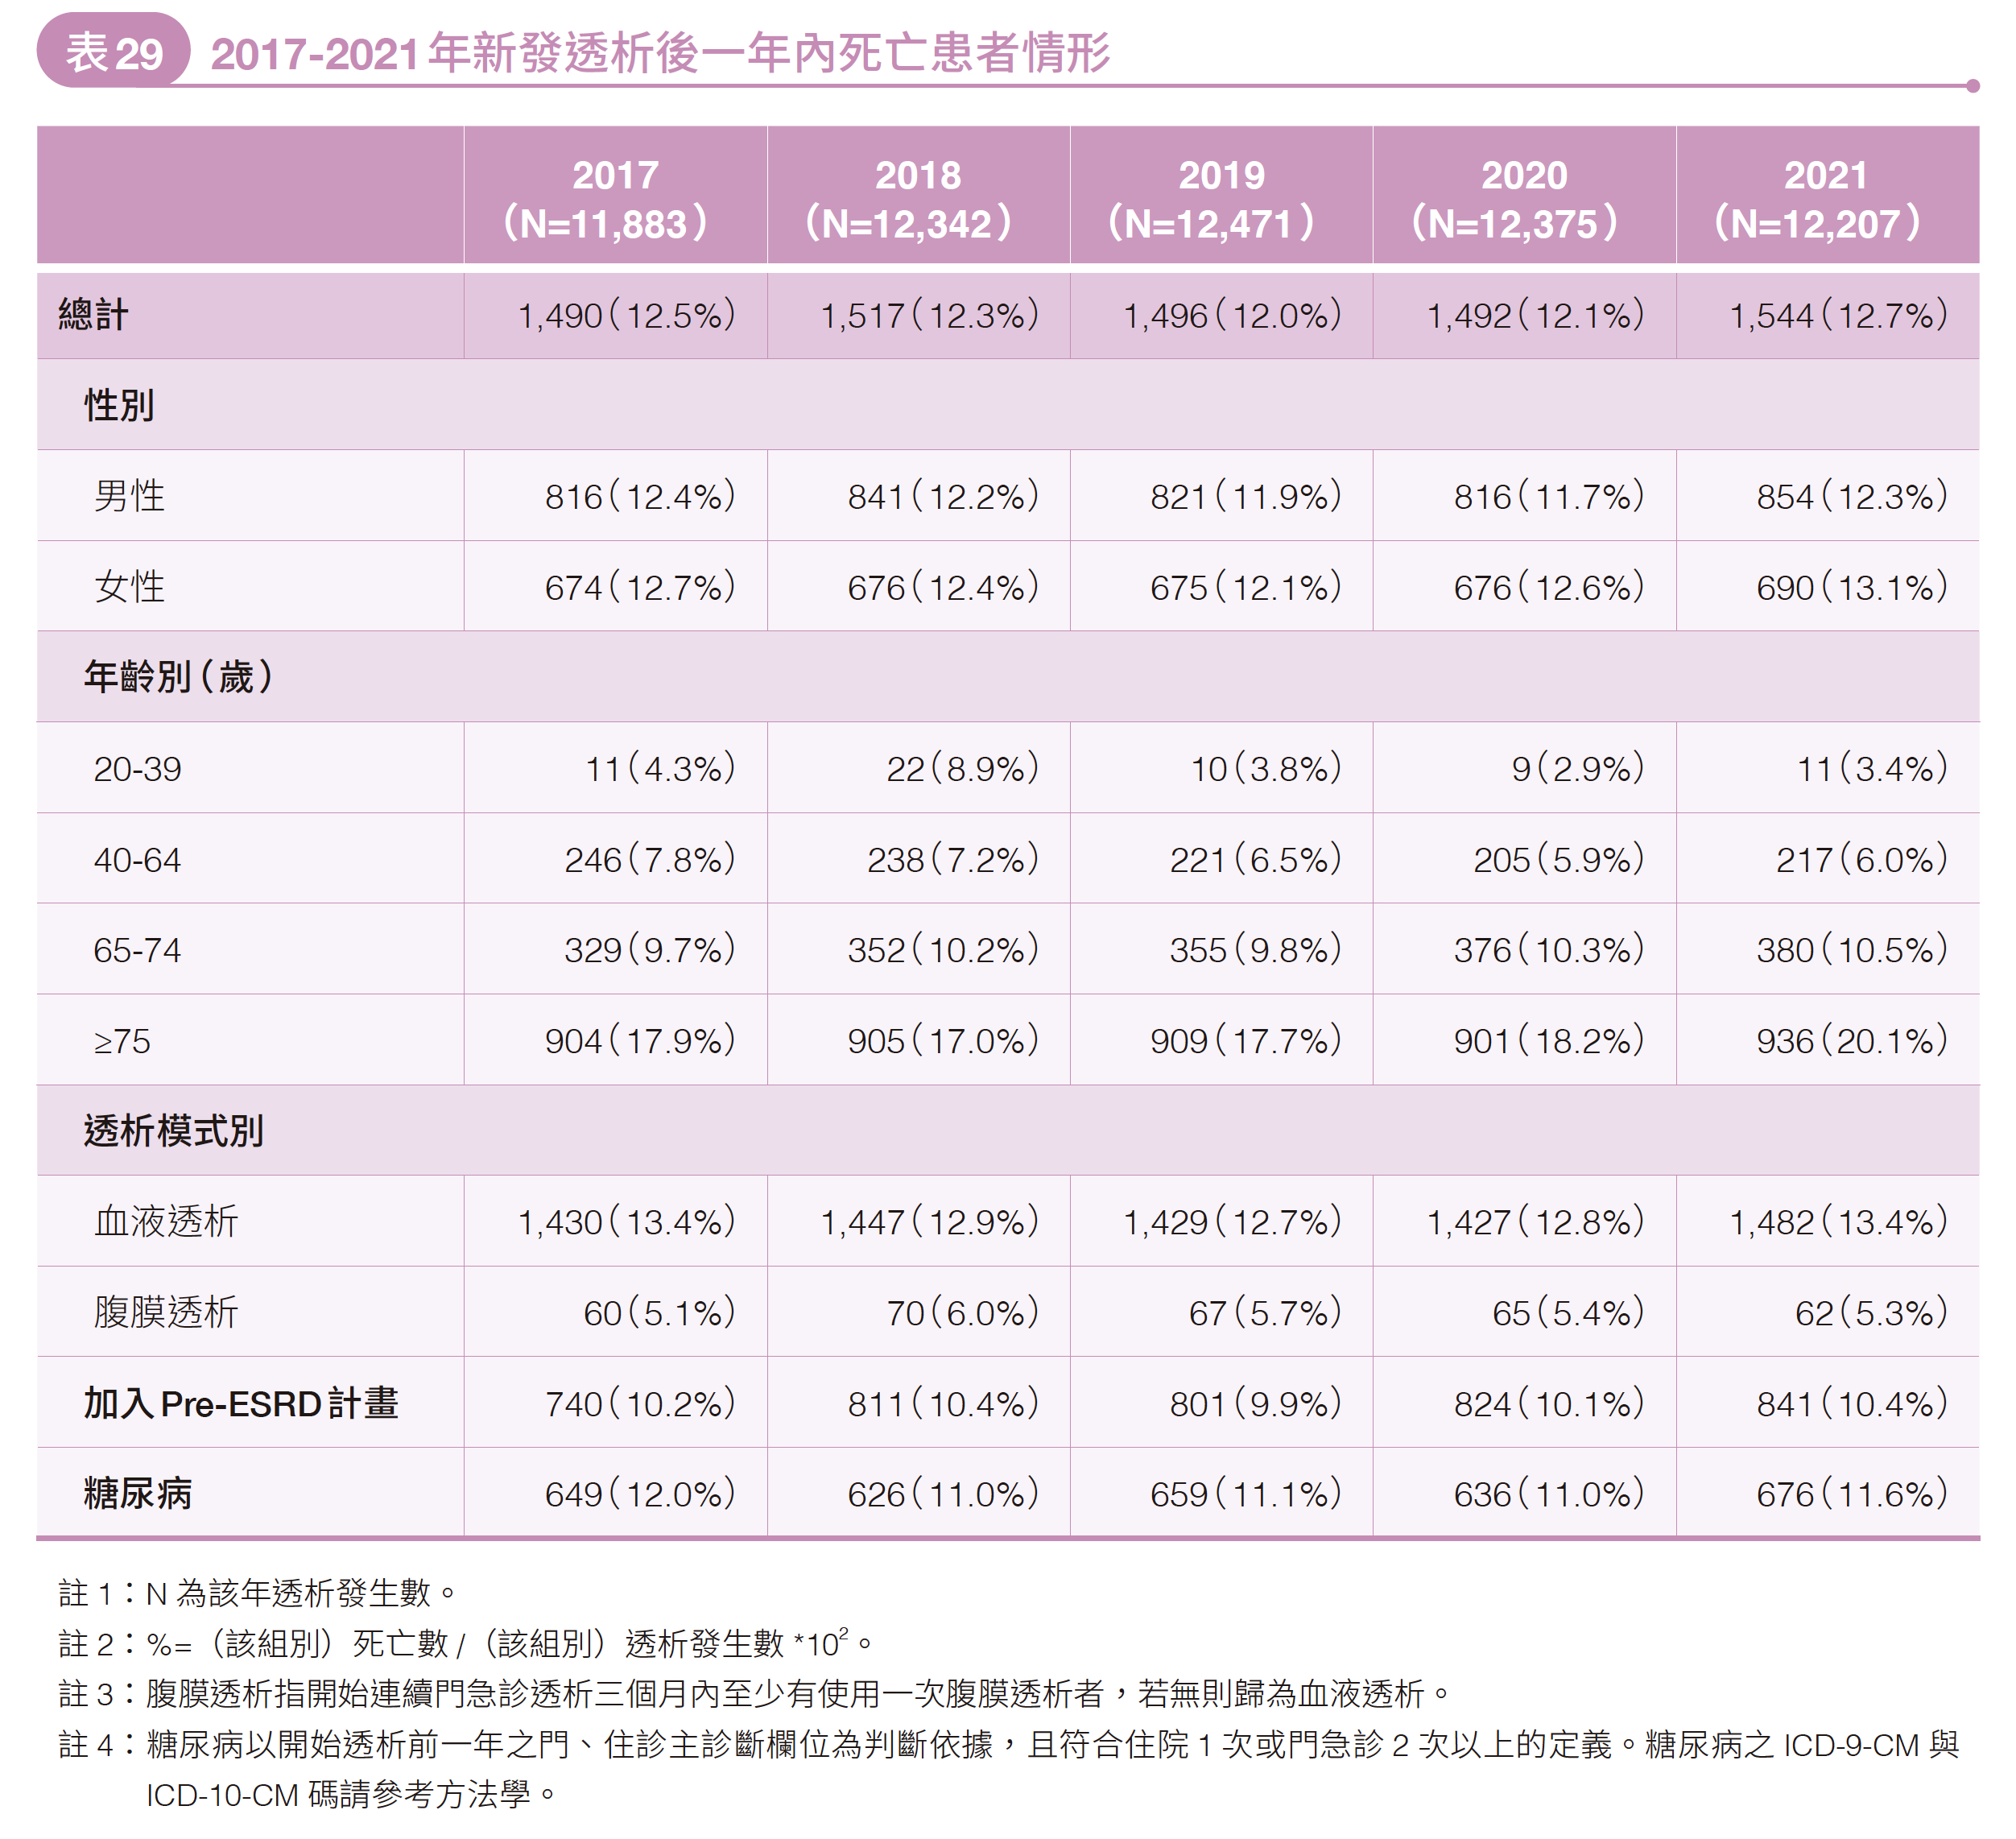 表29 2017-2021年新發透析後一年內死亡患者情形
2017 2018 2019 2020 2021
（N=11,883） （N=12,342） （N=12,471） （N=12,375） （N=12,207）
總計 1,490（12.5%） 1,517（12.3%） 1,496（12.0%） 1,492（12.1%） 1,544（12.7%）
性別
男性 816（12.4%） 841（12.2%） 821（11.9%） 816（11.7%） 854（12.3%）
女性 674（12.7%） 676（12.4%） 675（12.1%） 676（12.6%） 690（13.1%）
年齡別（歲）
20-39 11（4.3%） 22（8.9%） 10（3.8%） 9（2.9%） 11（3.4%）
40-64 246（7.8%） 238（7.2%） 221（6.5%） 205（5.9%） 217（6.0%）
65-74 329（9.7%） 352（10.2%） 355（9.8%） 376（10.3%） 380（10.5%）
≥75 904（17.9%） 905（17.0%） 909（17.7%） 901（18.2%） 936（20.1%）
透析模式別
血液透析 1,430（13.4%） 1,447（12.9%） 1,429（12.7%） 1,427（12.8%） 1,482（13.4%）
腹膜透析 60（5.1%） 70（6.0%） 67（5.7%） 65（5.4%） 62（5.3%）
加入Pre-ESRD計畫 740（10.2%） 811（10.4%） 801（9.9%） 824（10.1%） 841（10.4%）
糖尿病 649（12.0%） 626（11.0%） 659（11.1%） 636（11.0%） 676（11.6%）
註 1：N 為該年透析發生數。
註 2：%=（該組別）死亡數 /（該組別）透析發生數 *10²。
註 3：腹膜透析指開始連續門急診透析三個月內至少有使用一次腹膜透析者，若無則歸為血液透析。
註 4：糖尿病以開始透析前一年之門、住診主診斷欄位為判斷依據，且符合住院 1 次或門急診 2 次以上的定義。糖尿病之 ICD-9-CM 與
ICD-10-CM 碼請參考方法學。